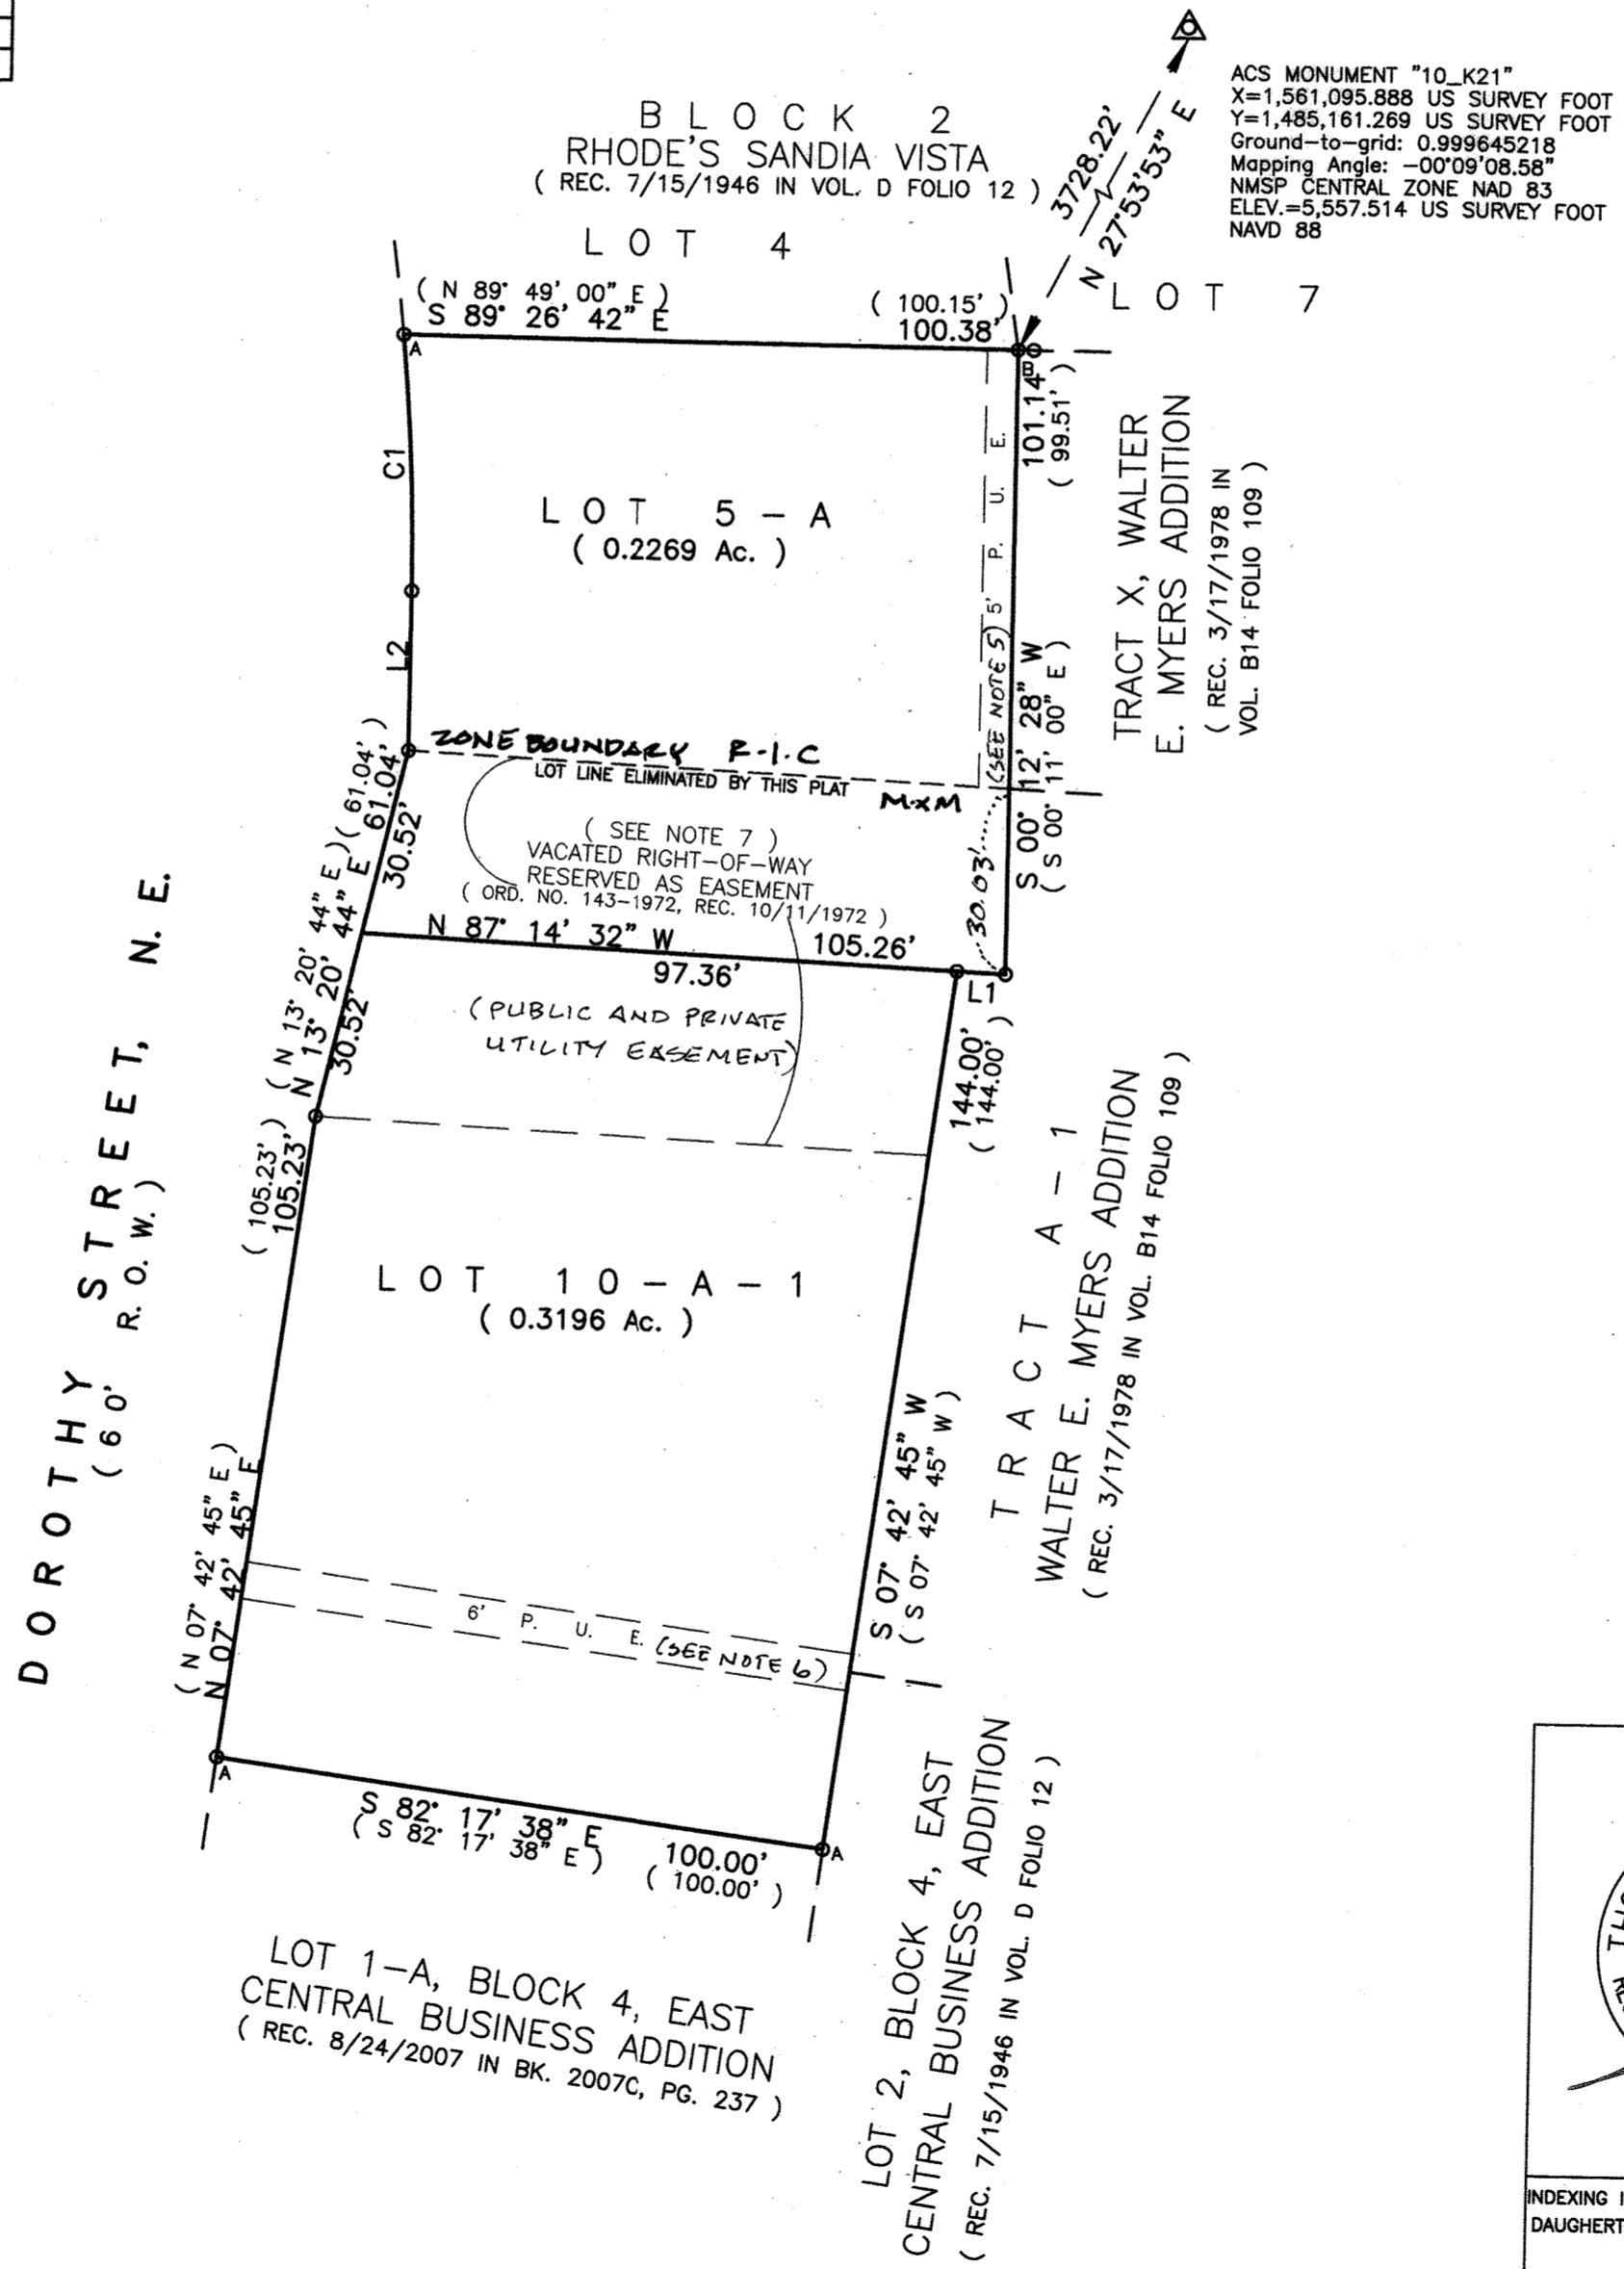 ACS MONUMENT "10_K21"
X=1,561,095.888 US SURVEY FOOT
Y=1,485,161.269 US SURVEY FOOT
Ground-to-grid: 0.999645218
Mapping Angle: -00°09'08.58"
NMSP CENTRAL ZONE NAD 83
ELEV.=5,557.514 US SURVEY FOOT
NAVD 88
BLOCK 2
RHODE'S SANDIA VISTA
( REC. 7/15/1946 IN VOL. D FOLIO 12 )
3728.22'
N 27°53'53" E
LOT 4
LOT 7
( N 89° 49' 00" E )
S 89° 26' 42" E
( 100.15' )
100.38'
A
B
101.14'
( 99.51' )
C1
LOT 5-A
( 0.2269 Ac. )
5' P. U. E.
(SEE NOTE 5)
TRACT X, WALTER
E. MYERS ADDITION
( REC. 3/17/1978 IN
VOL. B14 FOLIO 109 )
L2
S 00° 12' 28" W
( S 00° 11' 00" E )
ZONE BOUNDARY R-1.C
LOT LINE ELIMINATED BY THIS PLAT
MXM
( 61.04' )
61.04'
30.52'
( SEE NOTE 7 )
VACATED RIGHT-OF-WAY
RESERVED AS EASEMENT
( ORD. NO. 143-1972, REC. 10/11/1972 )
30.03'
N 87° 14' 32" W
105.26'
97.36'
L1
( N 13° 20' 44" E )
N 13° 20' 44" E
30.52'
(PUBLIC AND PRIVATE
UTILITY EASEMENT)
144.00'
( 144.00' )
( 105.23' )
105.23'
DOROTHY STREET, N. E.
( 60' R. O. W. )
LOT 10-A-1
( 0.3196 Ac. )
TRACT A-1
WALTER E. MYERS ADDITION
( REC. 3/17/1978 IN VOL. B14 FOLIO 109 )
( N 07° 42' 45" E )
N 07° 42' 45" E
S 07° 42' 45" W
( S 07° 42' 45" W )
6' P. U. E. (SEE NOTE 6)
A
A
S 82° 17' 38" E
( S 82° 17' 38" E )
100.00'
( 100.00' )
LOT 1-A, BLOCK 4, EAST
CENTRAL BUSINESS ADDITION
( REC. 8/24/2007 IN BK. 2007C, PG. 237 )
LOT 2, BLOCK 4, EAST
CENTRAL BUSINESS ADDITION
( REC. 7/15/1946 IN VOL. D FOLIO 12 )
INDEXING
DAUGHERT